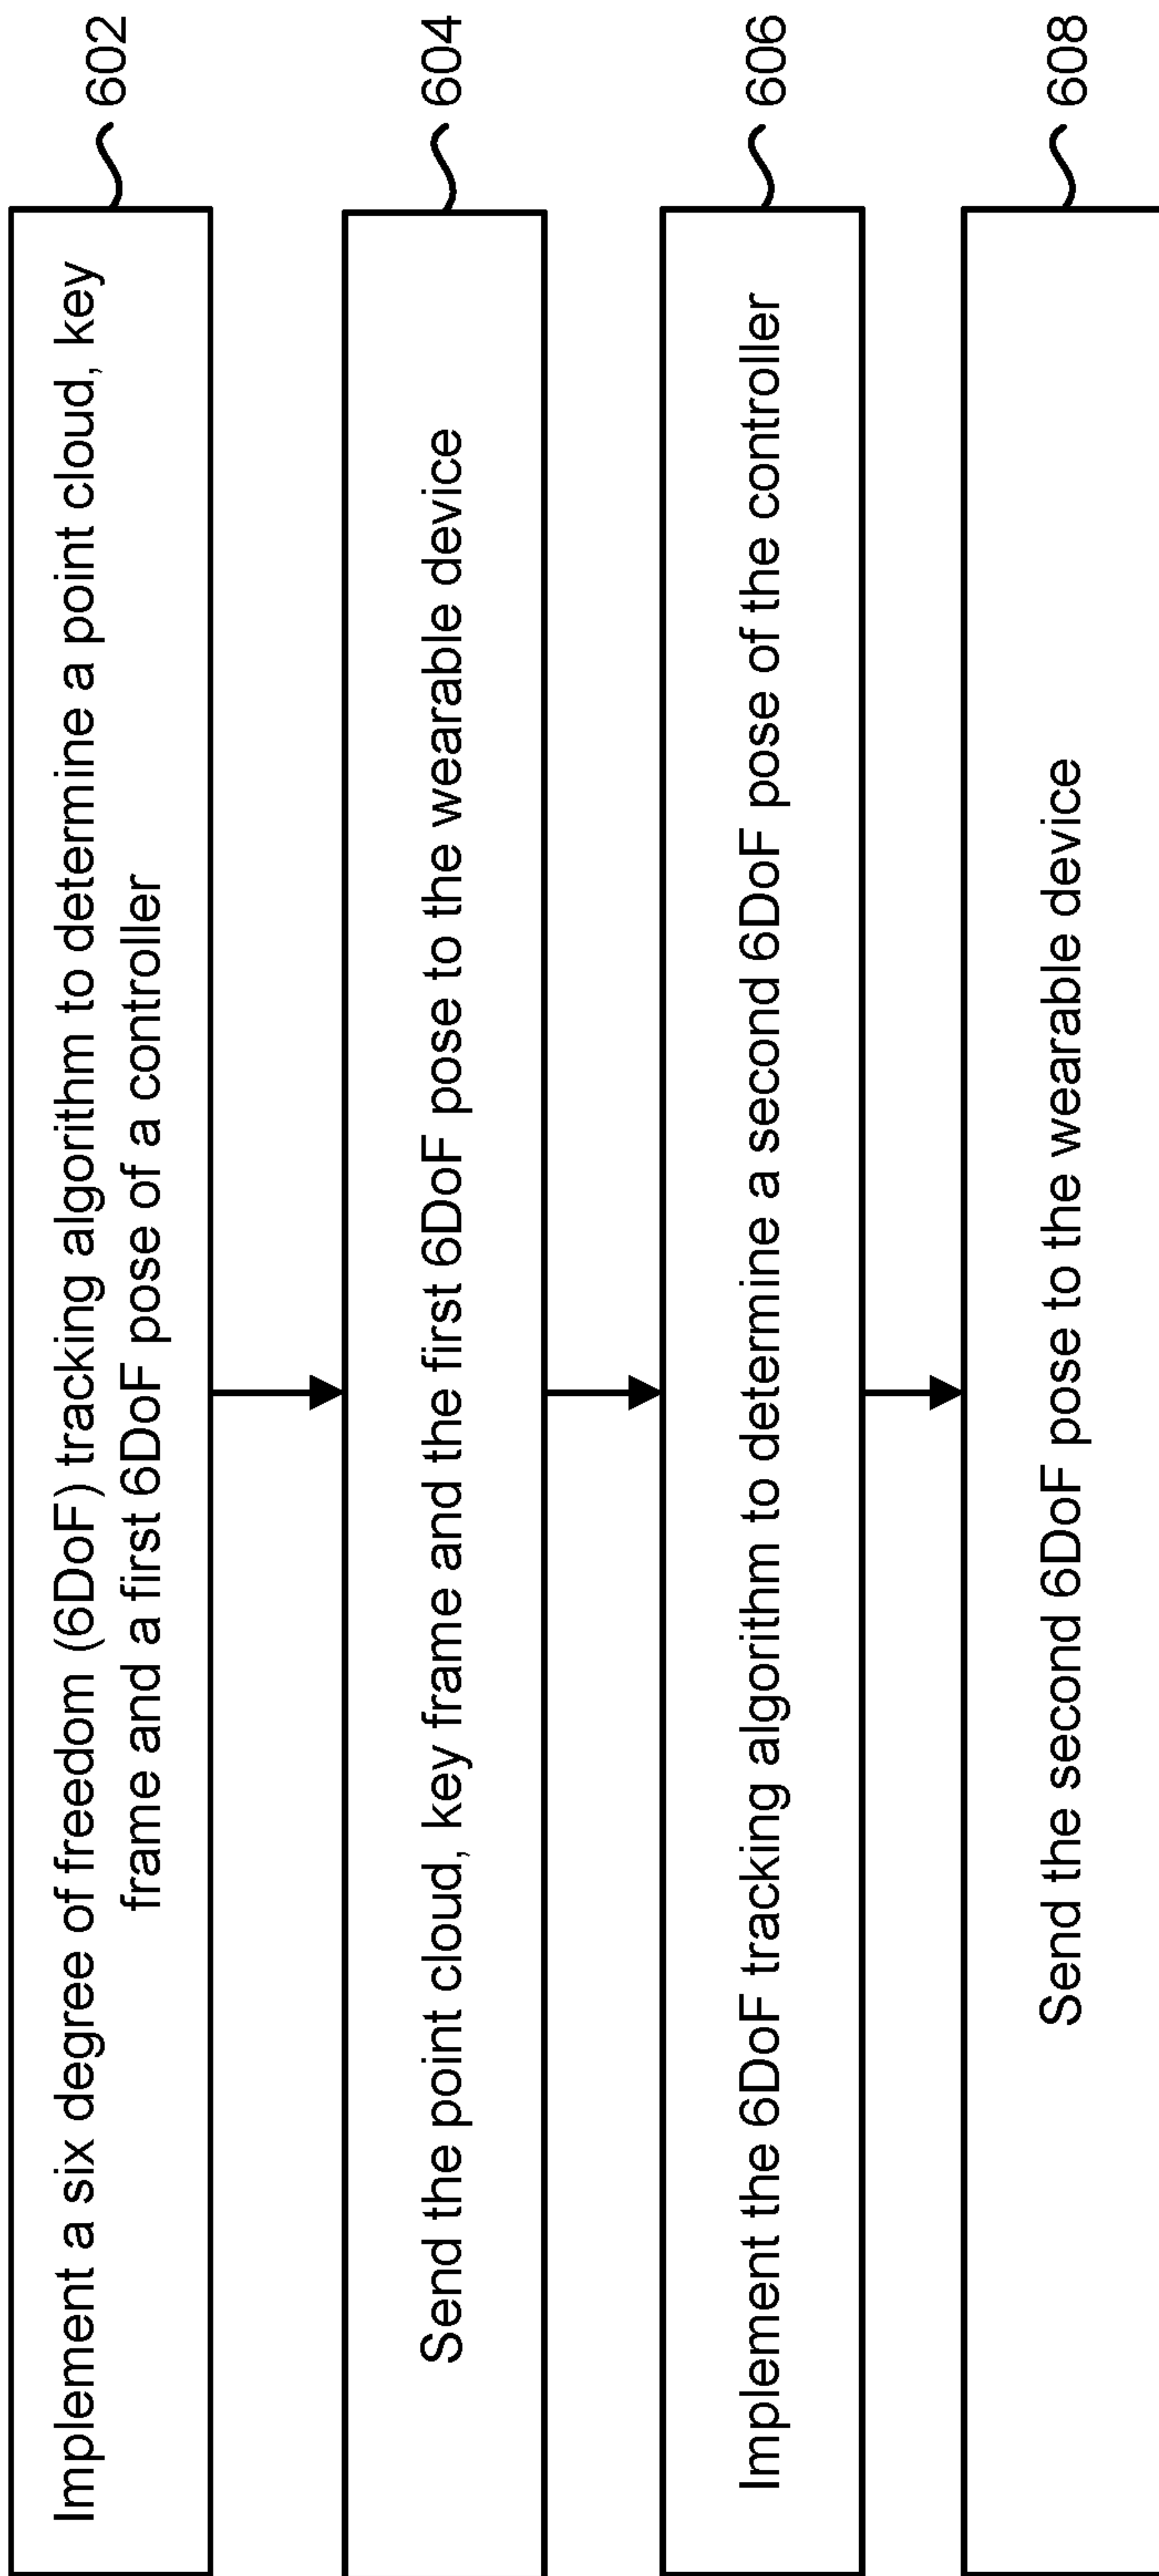 Implement a six degree of freedom (6DoF) tracking algorithm to determine a point cloud, key
frame and a first 6DoF pose of a controller
602
Send the point cloud, key frame and the first 6DoF pose to the wearable device
604
Implement the 6DoF tracking algorithm to determine a second 6DoF pose of the controller
606
Send the second 6DoF pose to the wearable device
608